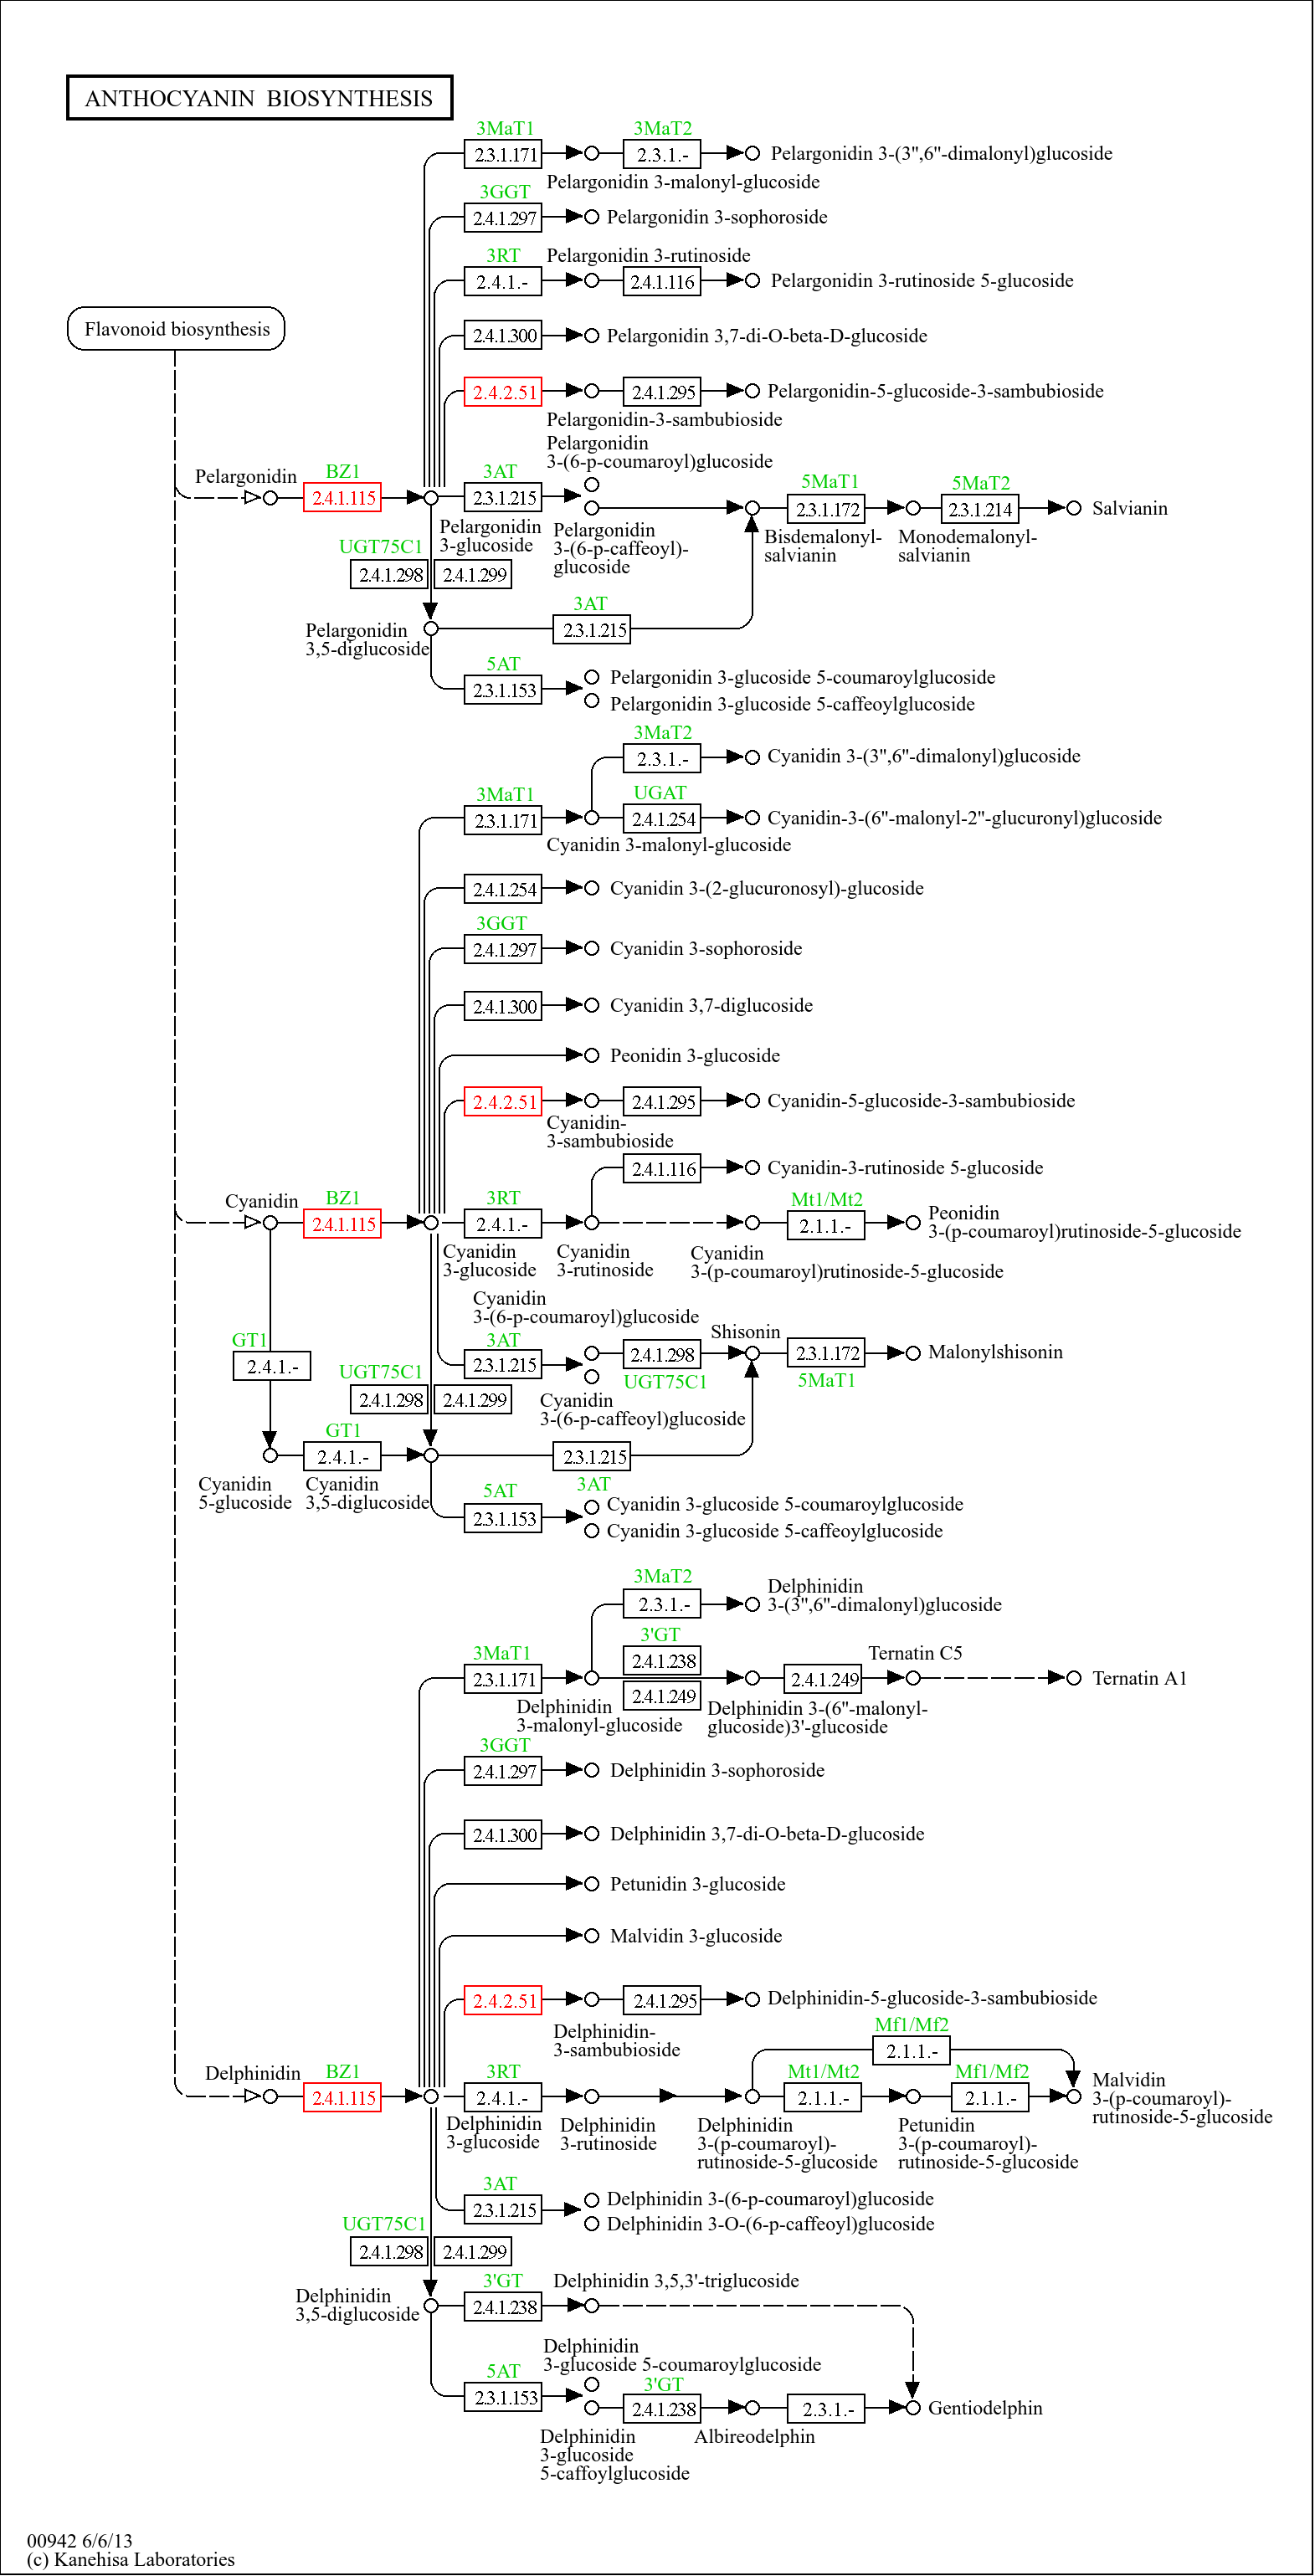 ANTHOCYANIN BIOSYNTHESIS
3MaT1
3MaT2
2.3.1.171
2.3.1.-
Pelargonidin 3-(3",6"-dimalonyl)glucoside
Pelargonidin 3-malonyl-glucoside
3GGT
2.4.1.297
Pelargonidin 3-sophoroside
3RT
Pelargonidin 3-rutinoside
2.4.1.-
2.4.1.116
Pelargonidin 3-rutinoside 5-glucoside
Flavonoid biosynthesis
2.4.1.300
Pelargonidin 3,7-di-O-beta-D-glucoside
2.4.2.51
2.4.1.295
Pelargonidin-5-glucoside-3-sambubioside
Pelargonidin-3-sambubioside
Pelargonidin
3-(6-p-coumaroyl)glucoside
Pelargonidin
BZ1
2.4.1.115
3AT
2.3.1.215
5MaT1
2.3.1.172
5MaT2
2.3.1.214
Salvianin
Pelargonidin
3-glucoside
Pelargonidin
3-(6-p-caffeoyl)-
glucoside
Bisdemalonyl-
salvianin
Monodemalonyl-
salvianin
UGT75C1
2.4.1.298
2.4.1.299
3AT
2.3.1.215
Pelargonidin
3,5-diglucoside
5AT
2.3.1.153
Pelargonidin 3-glucoside 5-coumaroylglucoside
Pelargonidin 3-glucoside 5-caffeoylglucoside
3MaT2
2.3.1.-
Cyanidin 3-(3",6"-dimalonyl)glucoside
3MaT1
UGAT
2.3.1.171
2.4.1.254
Cyanidin-3-(6"-malonyl-2"-glucuronyl)glucoside
Cyanidin 3-malonyl-glucoside
2.4.1.254
Cyanidin 3-(2-glucuronosyl)-glucoside
3GGT
2.4.1.297
Cyanidin 3-sophoroside
2.4.1.300
Cyanidin 3,7-diglucoside
Peonidin 3-glucoside
2.4.2.51
2.4.1.295
Cyanidin-5-glucoside-3-sambubioside
Cyanidin-
3-sambubioside
2.4.1.116
Cyanidin-3-rutinoside 5-glucoside
Cyanidin
BZ1
2.4.1.115
3RT
2.4.1.-
Mt1/Mt2
2.1.1.-
Peonidin
3-(p-coumaroyl)rutinoside-5-glucoside
Cyanidin
3-glucoside
Cyanidin
3-rutinoside
Cyanidin
3-(p-coumaroyl)rutinoside-5-glucoside
Cyanidin
3-(6-p-coumaroyl)glucoside
GT1
2.4.1.-
3AT
2.3.1.215
2.4.1.298
UGT75C1
Shisonin
2.3.1.172
5MaT1
Malonylshisonin
UGT75C1
2.4.1.298
2.4.1.299
Cyanidin
3-(6-p-caffeoyl)glucoside
GT1
2.4.1.-
2.3.1.215
3AT
Cyanidin
5-glucoside
Cyanidin
3,5-diglucoside
5AT
2.3.1.153
Cyanidin 3-glucoside 5-coumaroylglucoside
Cyanidin 3-glucoside 5-caffeoylglucoside
3MaT2
2.3.1.-
Delphinidin
3-(3",6"-dimalonyl)glucoside
3MaT1
2.3.1.171
3'GT
2.4.1.238
2.4.1.249
2.4.1.249
Ternatin C5
Ternatin A1
Delphinidin
3-malonyl-glucoside
Delphinidin 3-(6"-malonyl-
glucoside)3'-glucoside
3GGT
2.4.1.297
Delphinidin 3-sophoroside
2.4.1.300
Delphinidin 3,7-di-O-beta-D-glucoside
Petunidin 3-glucoside
Malvidin 3-glucoside
2.4.2.51
2.4.1.295
Delphinidin-5-glucoside-3-sambubioside
Delphinidin-
3-sambubioside
Mf1/Mf2
2.1.1.-
Delphinidin
BZ1
2.4.1.115
3RT
2.4.1.-
Mt1/Mt2
2.1.1.-
Mf1/Mf2
2.1.1.-
Malvidin
3-(p-coumaroyl)-
rutinoside-5-glucoside
Delphinidin
3-glucoside
Delphinidin
3-rutinoside
Delphinidin
3-(p-coumaroyl)-
rutinoside-5-glucoside
Petunidin
3-(p-coumaroyl)-
rutinoside-5-glucoside
3AT
2.3.1.215
Delphinidin 3-(6-p-coumaroyl)glucoside
Delphinidin 3-O-(6-p-caffeoyl)glucoside
UGT75C1
2.4.1.298
2.4.1.299
Delphinidin
3,5-diglucoside
3'GT
2.4.1.238
Delphinidin 3,5,3'-triglucoside
Delphinidin
3-glucoside 5-coumaroylglucoside
5AT
2.3.1.153
3'GT
2.4.1.238
2.3.1.-
Gentiodelphin
Delphinidin
3-glucoside
5-caffoylglucoside
Albireodelphin
00942 6/6/13
(c) Kanehisa Laboratories